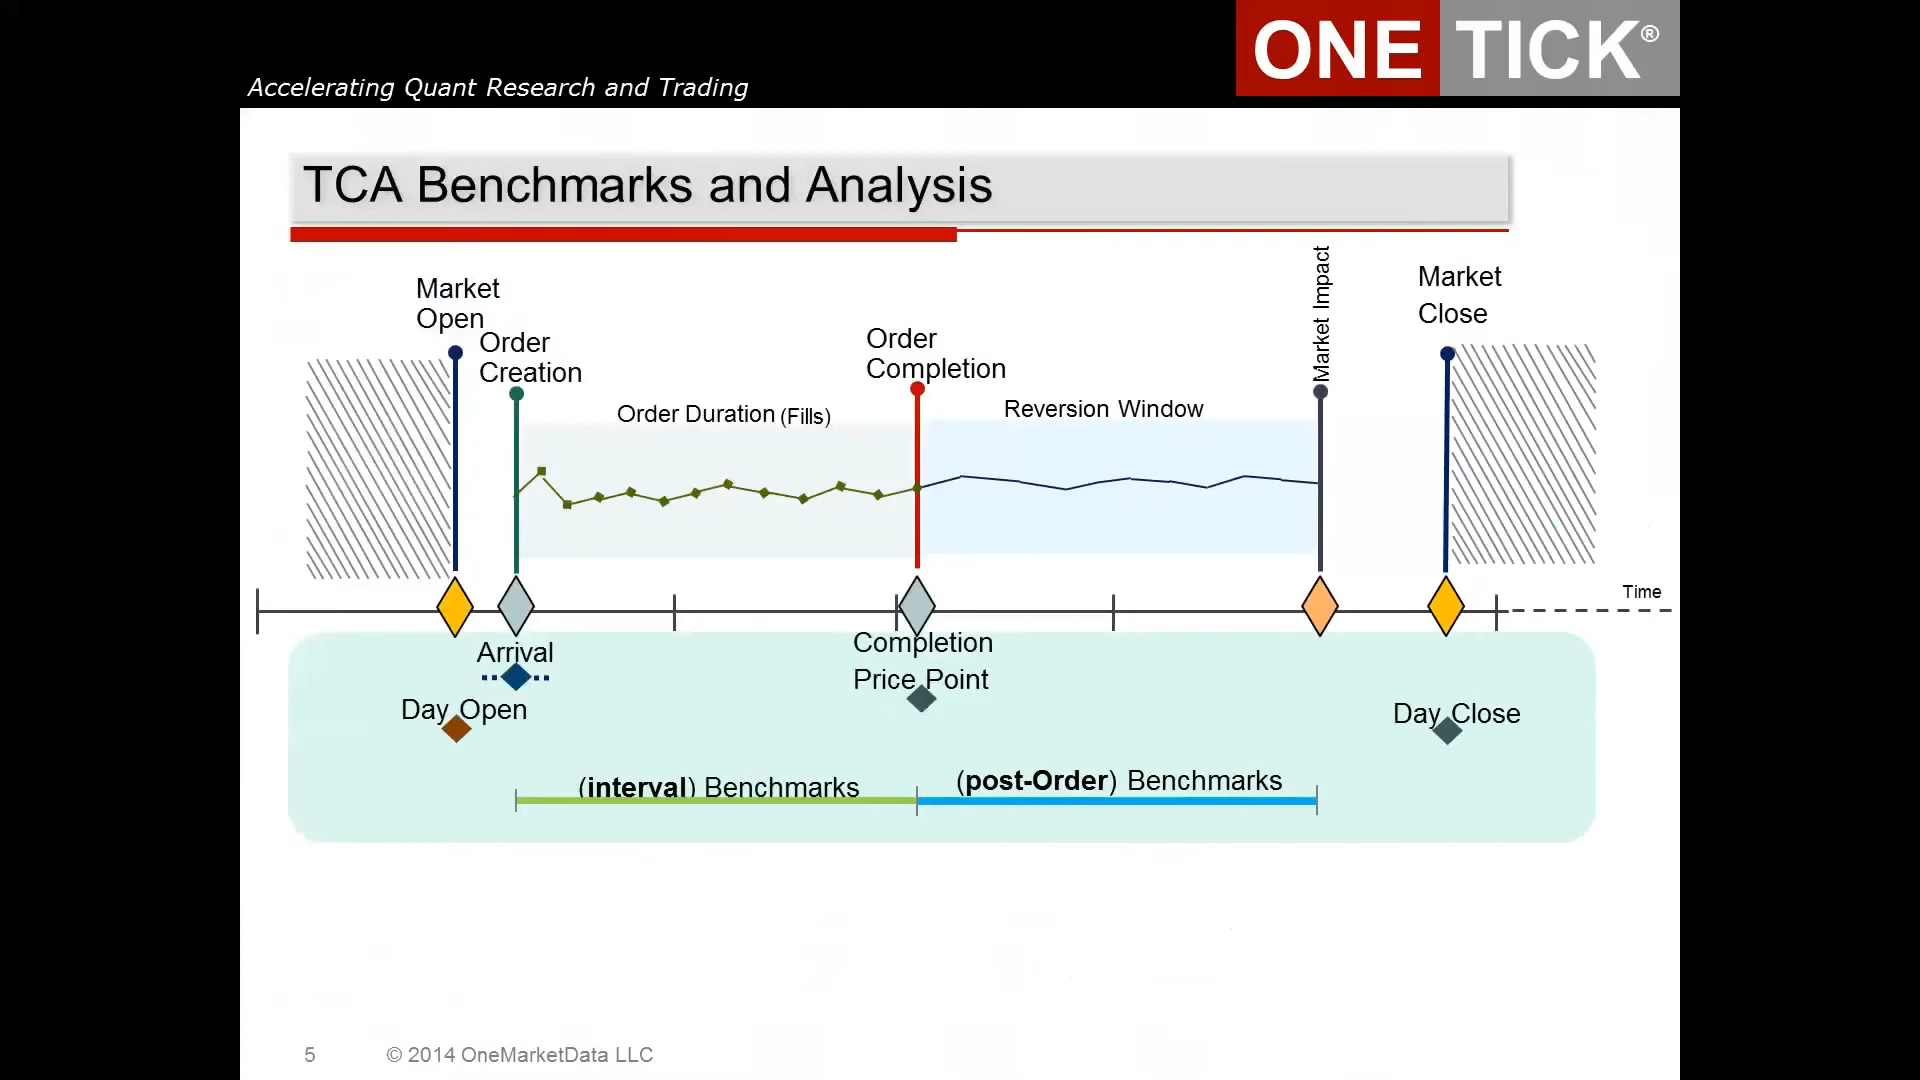 ONE TICK®
Accelerating Quant Research and Trading
TCA Benchmarks and Analysis
Market
Open
Order
Creation
Order Duration (Fills)
Order
Completion
Reversion Window
Market Impact
Market
Close
Time
Arrival
Day Open
Completion
Price Point
Day Close
(interval) Benchmarks
(post-Order) Benchmarks
5
© 2014 OneMarketData LLC